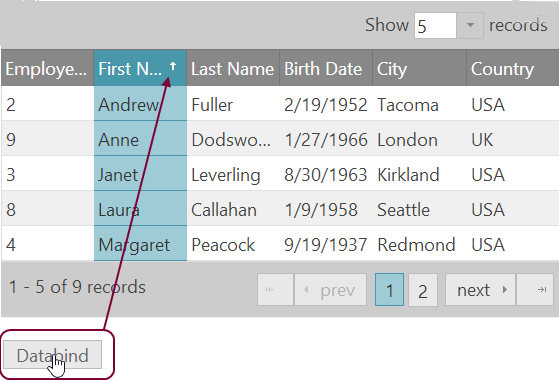 Show 5 records
Employe... First N... Last Name Birth Date City Country
2 Andrew Fuller 2/19/1952 Tacoma USA
9 Anne Dodswo... 1/27/1966 London UK
3 Janet Leverling 8/30/1963 Kirkland USA
8 Laura Callahan 1/9/1958 Seattle USA
4 Margaret Peacock 9/19/1937 Redmond USA
1 - 5 of 9 records prev 1 2 next
Databind